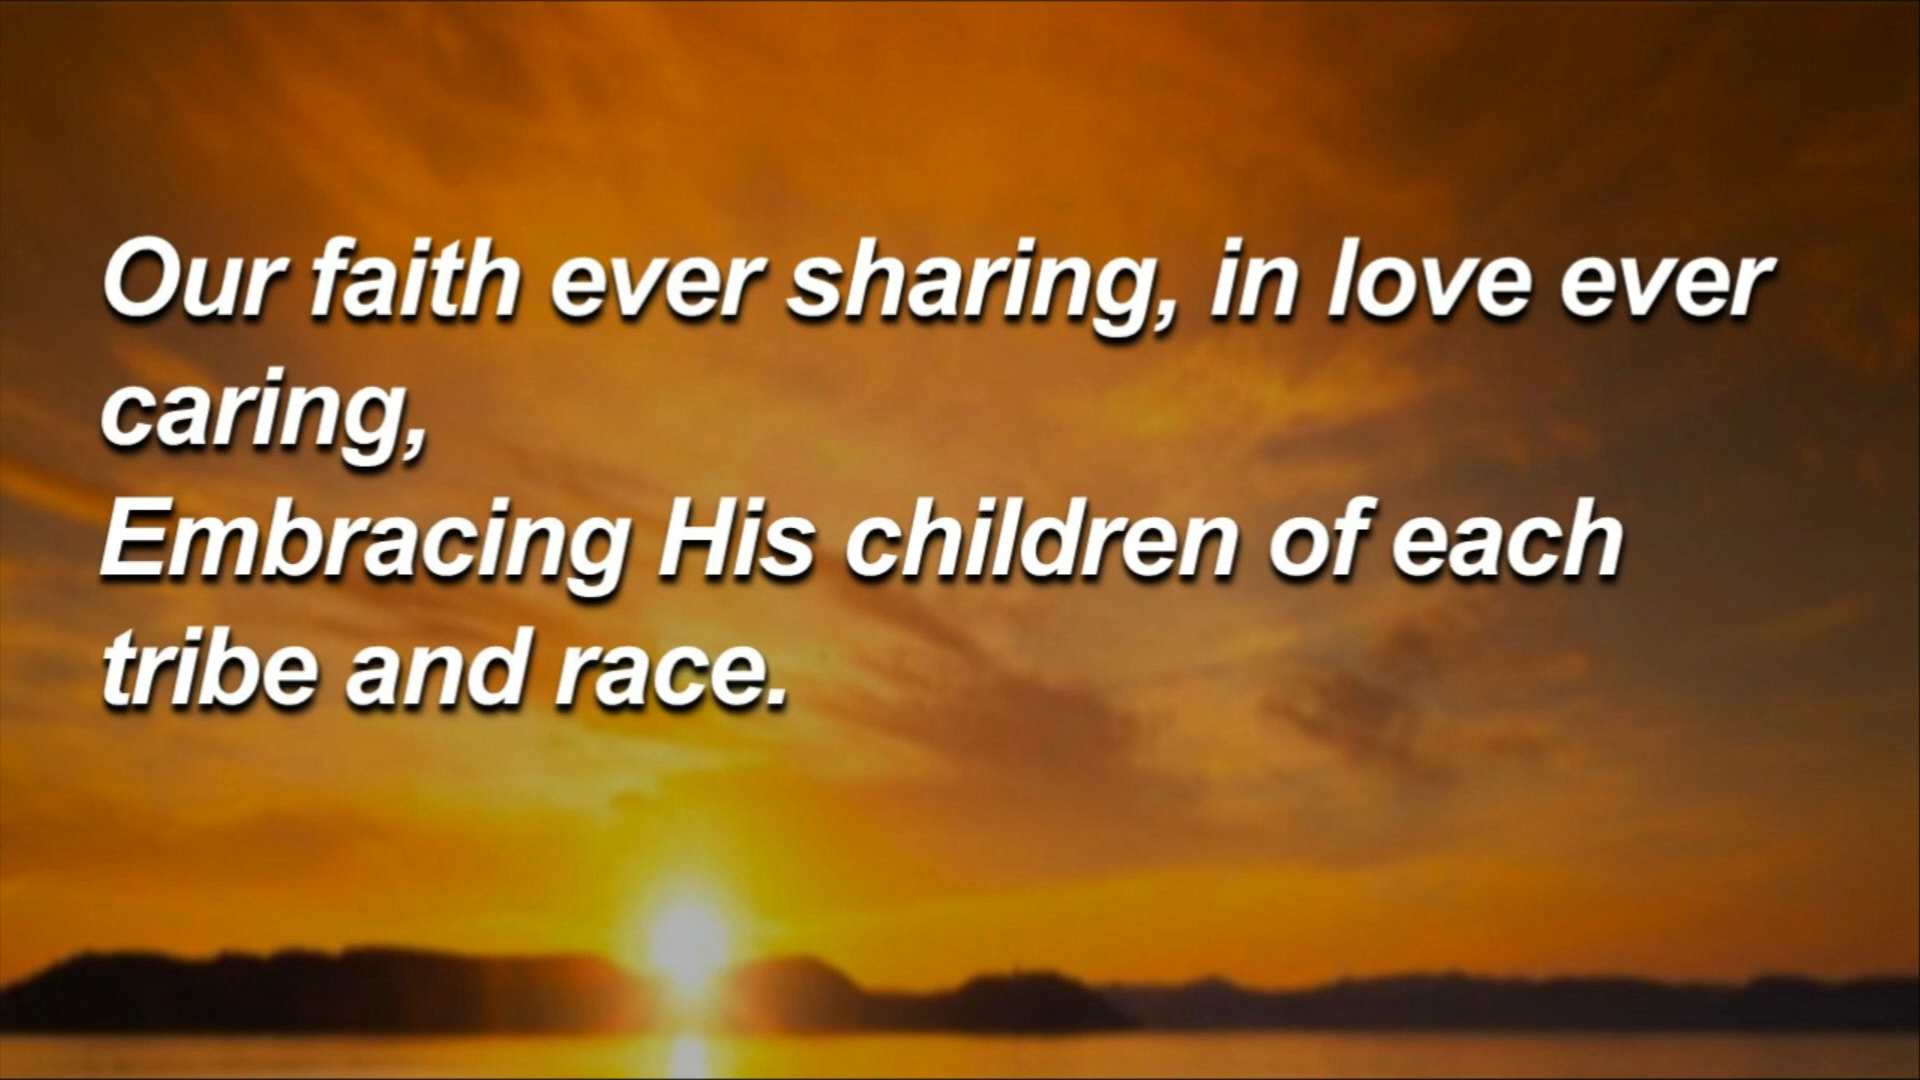 Our faith ever sharing, in love ever
caring,
Embracing His children of each
tribe and race.